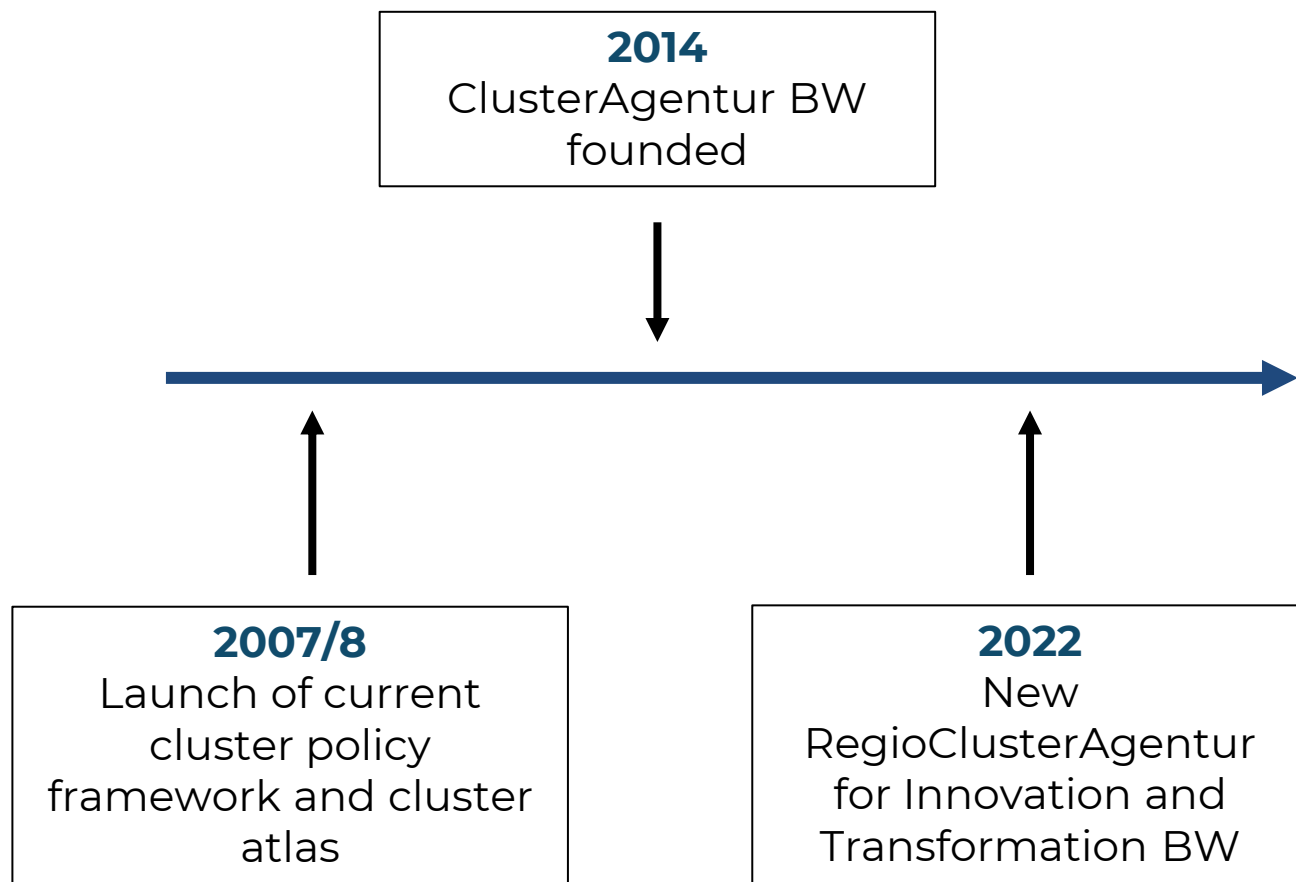 2014
ClusterAgentur BW
founded
2007/8
Launch of current
cluster policy
framework and cluster
atlas
2022
New
RegioClusterAgentur
for Innovation and
Transformation BW